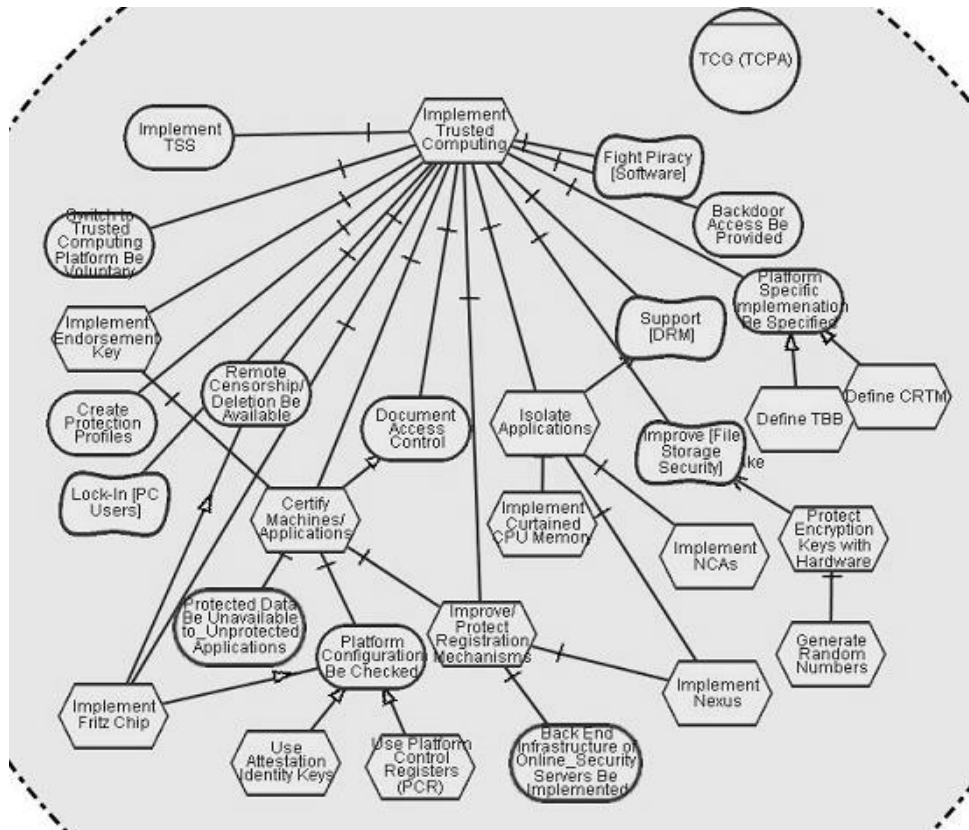 TCG (TCPA)
Implement
Trusted
Computing
Implement
TSS
Fight Piracy
[Software]
Switch to
Trusted
Computing
Platform Be
Voluntary
Backdoor
Access Be
Provided
Platform
Specific
Implemenation
Be Specified
Implement
Endorsement
Key
Support
[DRM]
Remote
Censorship/
Deletion Be
Available
Create
Protection
Profiles
Document
Access
Control
Isolate
Applications
Define TBB
Define CRTM
Improve [File
Storage
Security]
ake
Lock-In [PC
Users]
Certify
Machines/
Applications
Implement
Curtained
CPU Memon
Implement
NCAs
Protect
Encryption
Keys with
Hardware
Protected Data
Be Unavailable
to_Unprotected
Applications
Platform
Configuration
Be Checked
Improve/
Protect
Registration
Mechanisms
Generate
Random
Numbers
Implement
Fritz Chip
Implement
Nexus
Use
Attestation
Identity Keys
Use Platform
Control
Registers
(PCR)
Back End
Infrastructure of
Online_Security
Servers Be
Implemented